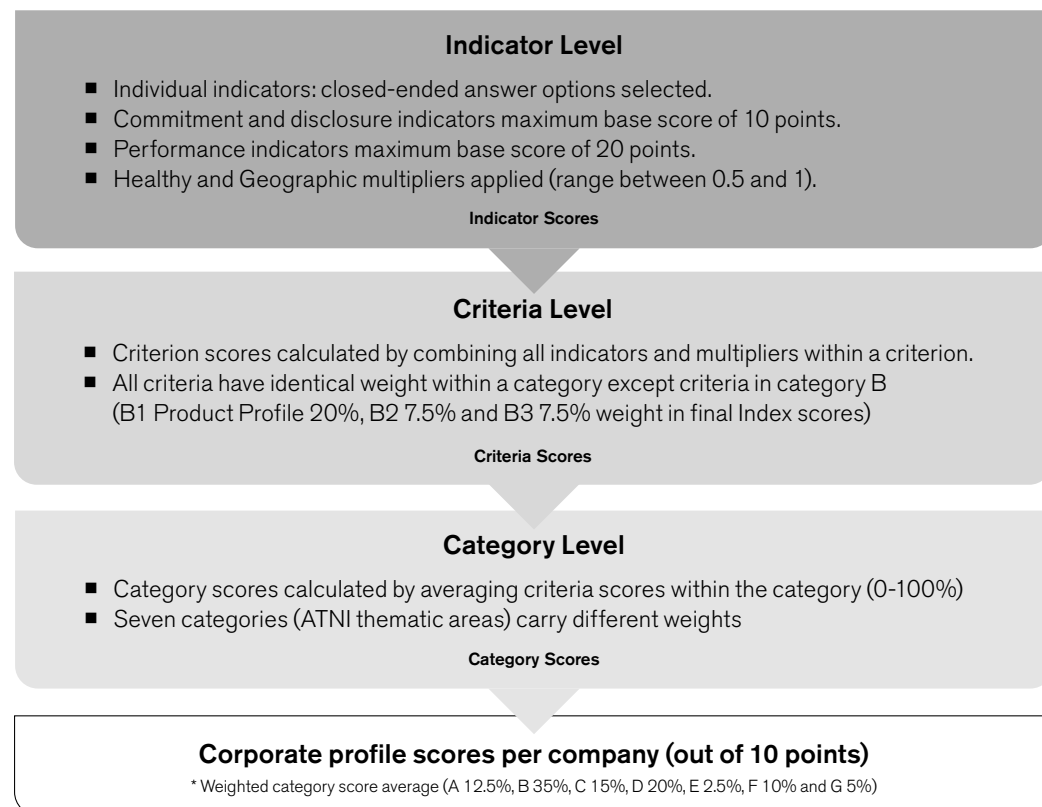 Indicator Level
■ Individual indicators: closed-ended answer options selected.
■ Commitment and disclosure indicators maximum base score of 10 points.
■ Performance indicators maximum base score of 20 points.
■ Healthy and Geographic multipliers applied (range between 0.5 and 1).
Indicator Scores
Criteria Level
■ Criterion scores calculated by combining all indicators and multipliers within a criterion.
■ All criteria have identical weight within a category except criteria in category B
(B1 Product Profile 20%, B2 7.5% and B3 7.5% weight in final Index scores)
Criteria Scores
Category Level
■ Category scores calculated by averaging criteria scores within the category (0-100%)
■ Seven categories (ATNI thematic areas) carry different weights
Category Scores
Corporate profile scores per company (out of 10 points)
* Weighted category score average (A 12.5%, B 35%, C 15%, D 20%, E 2.5%, F 10% and G 5%)